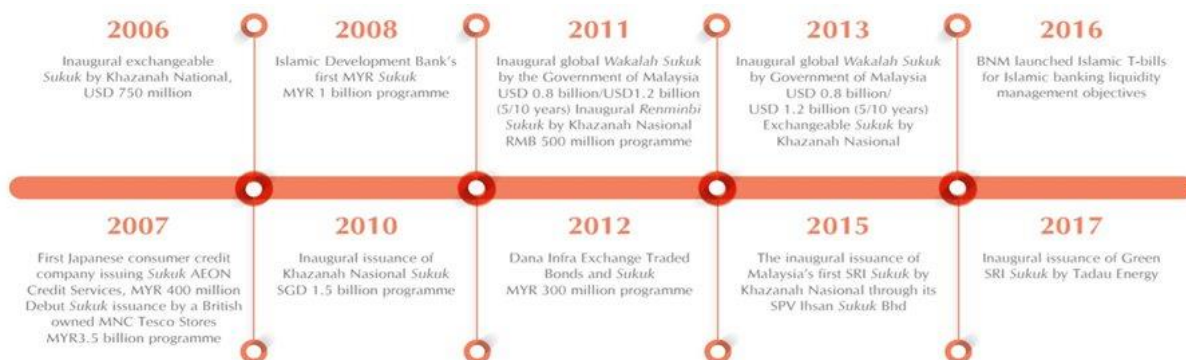 2006
Inaugural exchangeable
Sukuk by Khazanah National,
USD 750 million
2008
Islamic Development Bank's
first MYR Sukuk
MYR 1 billion programme
2011
Inaugural global Wakalah Sukuk
by the Government of Malaysia
USD 0.8 billion/USD1.2 billion
(5/10 years) Inaugural Renminbi
Sukuk by Khazanah Nasional
RMB 500 million programme
2013
Inaugural global Wakalah Sukuk
by Government of Malaysia
USD 0.8 billion/
USD 1.2 billion (5/10 years)
Exchangeable Sukuk by
Khazanah Nasional
2016
BNM launched Islamic T-bills
for Islamic banking liquidity
management objectives
2007
First Japanese consumer credit
company issuing Sukuk AEON
Credit Services, MYR 400 million
Debut Sukuk issuance by a British
owned MNC Tesco Stores
MYR3.5 billion programme
2010
Inaugural issuance of
Khazanah Nasional Sukuk
SGD 1.5 billion programme
2012
Dana Infra Exchange Traded
Bonds and Sukuk
MYR 300 million programme
2015
The inaugural issuance of
Malaysia's first SRI Sukuk by
Khazanah Nasional through its
SPV Ihsan Sukuk Bhd
2017
Inaugural issuance of Green
SRI Sukuk by Tadau Energy